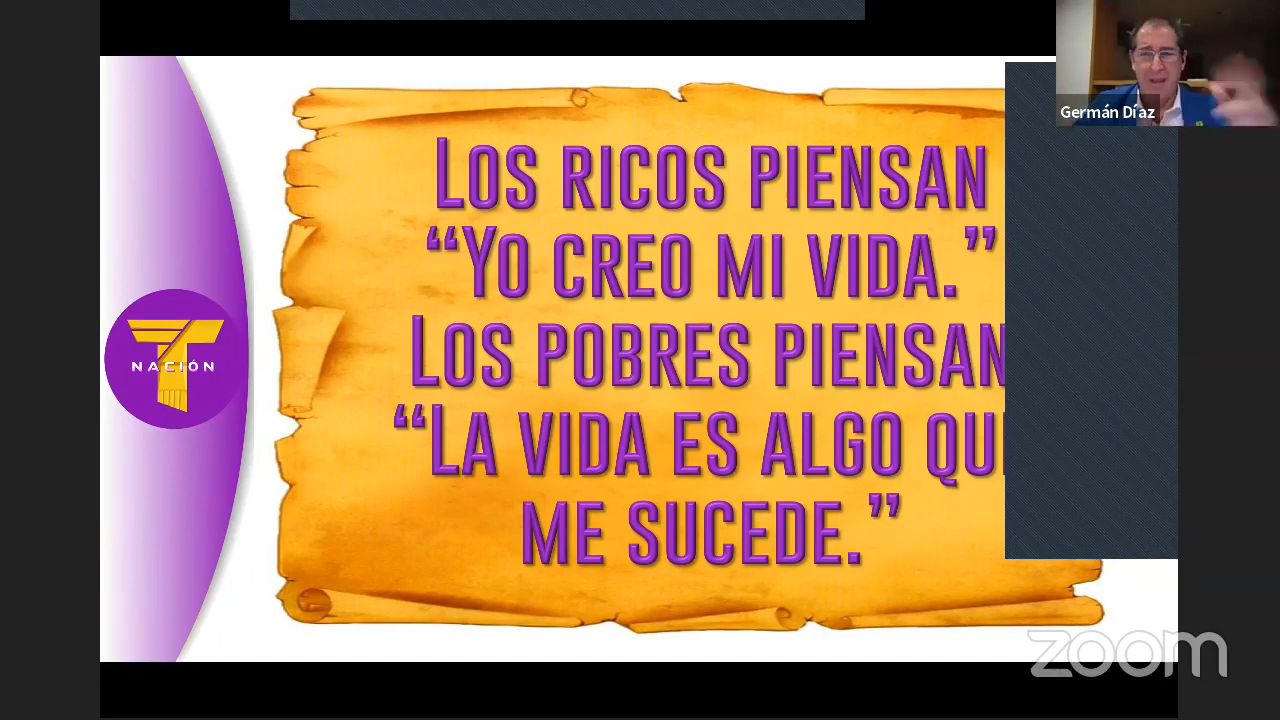 Germán Díaz
LOS RICOS PIENSAN
“YO CREO MI VIDA.”
LOS POBRES PIENSAN
“LA VIDA ES ALGO
ME SUCEDE.”
NACIÓN
zoom